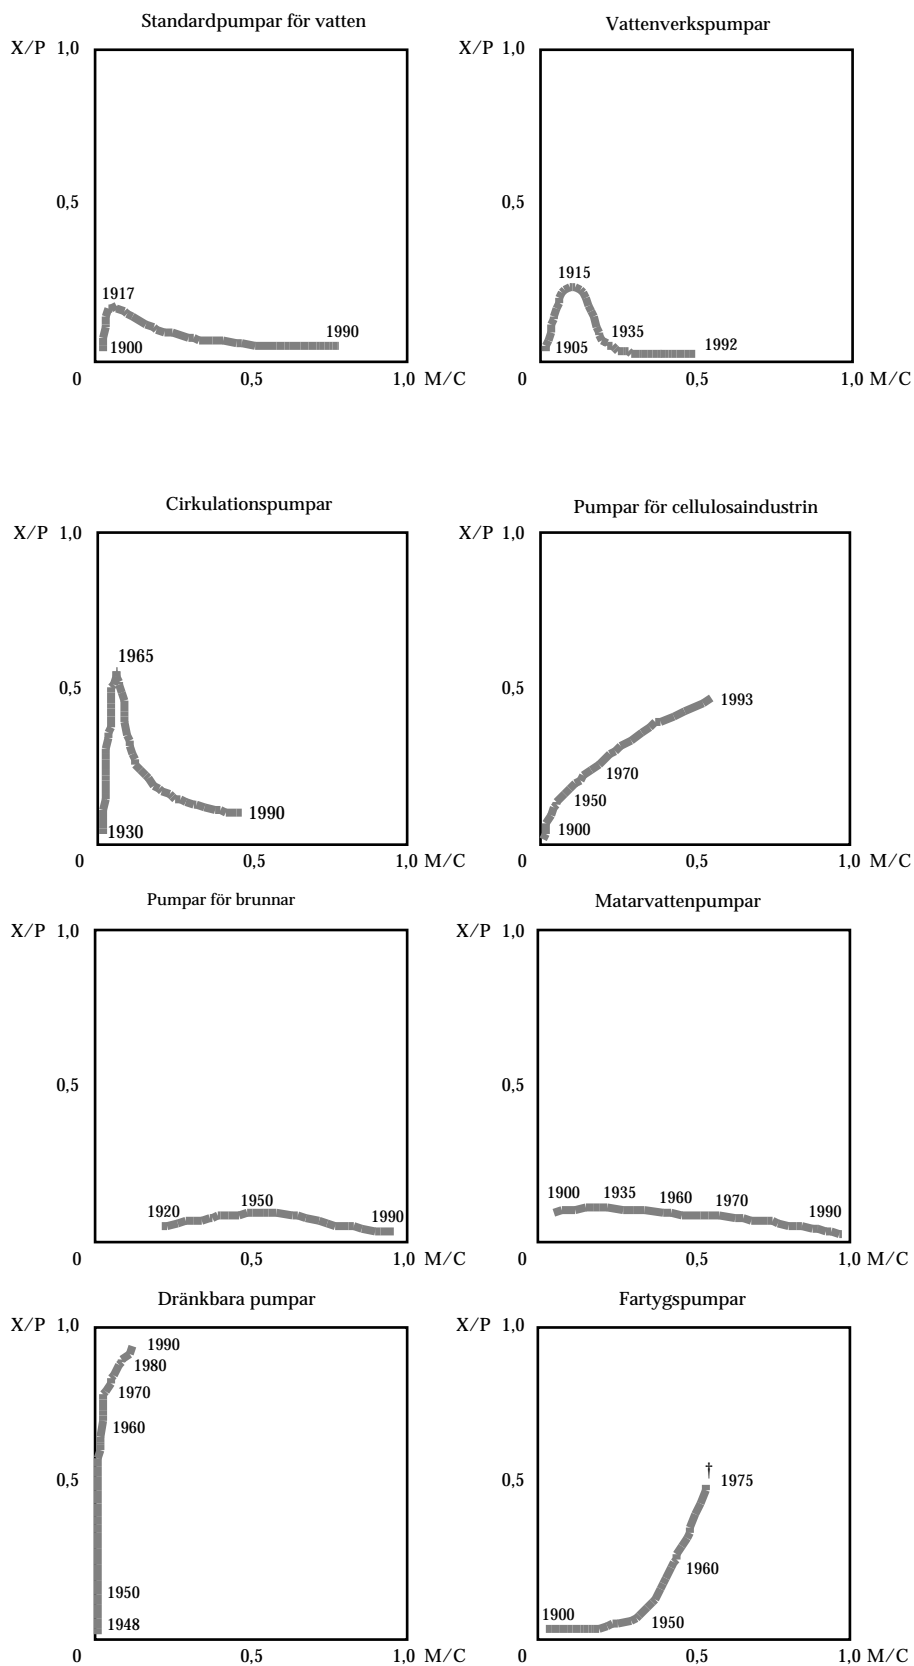 Standardpumpar för vatten
X/P 1,0
0,5
1917
1900
1990
0
0,5
1,0 M/C
Vattenverkspumpar
X/P 1,0
0,5
1915
1905
1935
1992
0
0,5
1,0 M/C
Cirkulationspumpar
X/P 1,0
1965
0,5
1990
1930
0
0,5
1,0 M/C
Pumpar för cellulosaindustrin
X/P 1,0
0,5
1993
1970
1950
1900
0
0,5
1,0 M/C
Pumpar för brunnar
X/P 1,0
0,5
1920
1950
1990
0
0,5
1,0 M/C
Matarvattenpumpar
X/P 1,0
0,5
1900
1935
1960
1970
1990
0
0,5
1,0 M/C
Dränkbara pumpar
X/P 1,0
1990
1980
1970
1960
0,5
1950
1948
0
0,5
1,0 M/C
Fartygspumpar
X/P 1,0
†
0,5
1975
1960
1950
1900
0
0,5
1,0 M/C